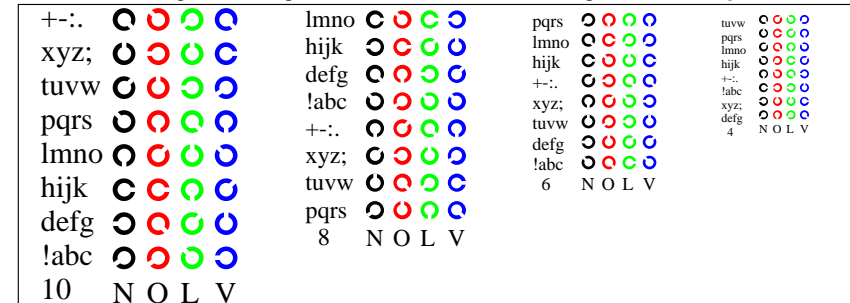 +-:.
xyz;
tuvw
pqrs
lmno
hijk
defg
!abc
10 N O L V
lmno
hijk
defg
!abc
+-:.
xyz;
tuvw
pqrs
8 N O L V
pqrs
lmno
hijk
+-:.
xyz;
tuvw
defg
!abc
6 N O L V
tuvw
pqrs
lmno
hijk
+-:.
!abc
xyz;
defg
4 N O L V